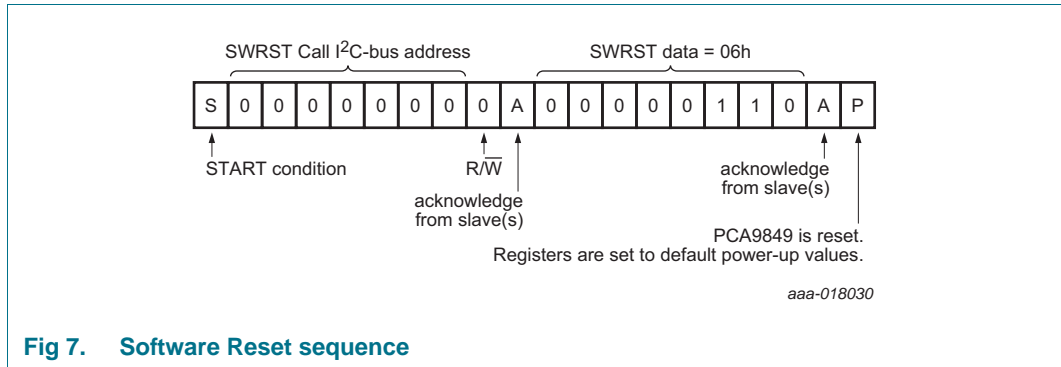 SWRST Call I2C-bus address SWRST data = 06h
S 0 0 0 0 0 0 0 0 A 0 0 0 0 0 1 1 0 A P
START condition R/W acknowledge
from slave(s)
acknowledge
from slave(s)
PCA9849 is reset.
Registers are set to default power-up values.
aaa-018030
Fig 7. Software Reset sequence